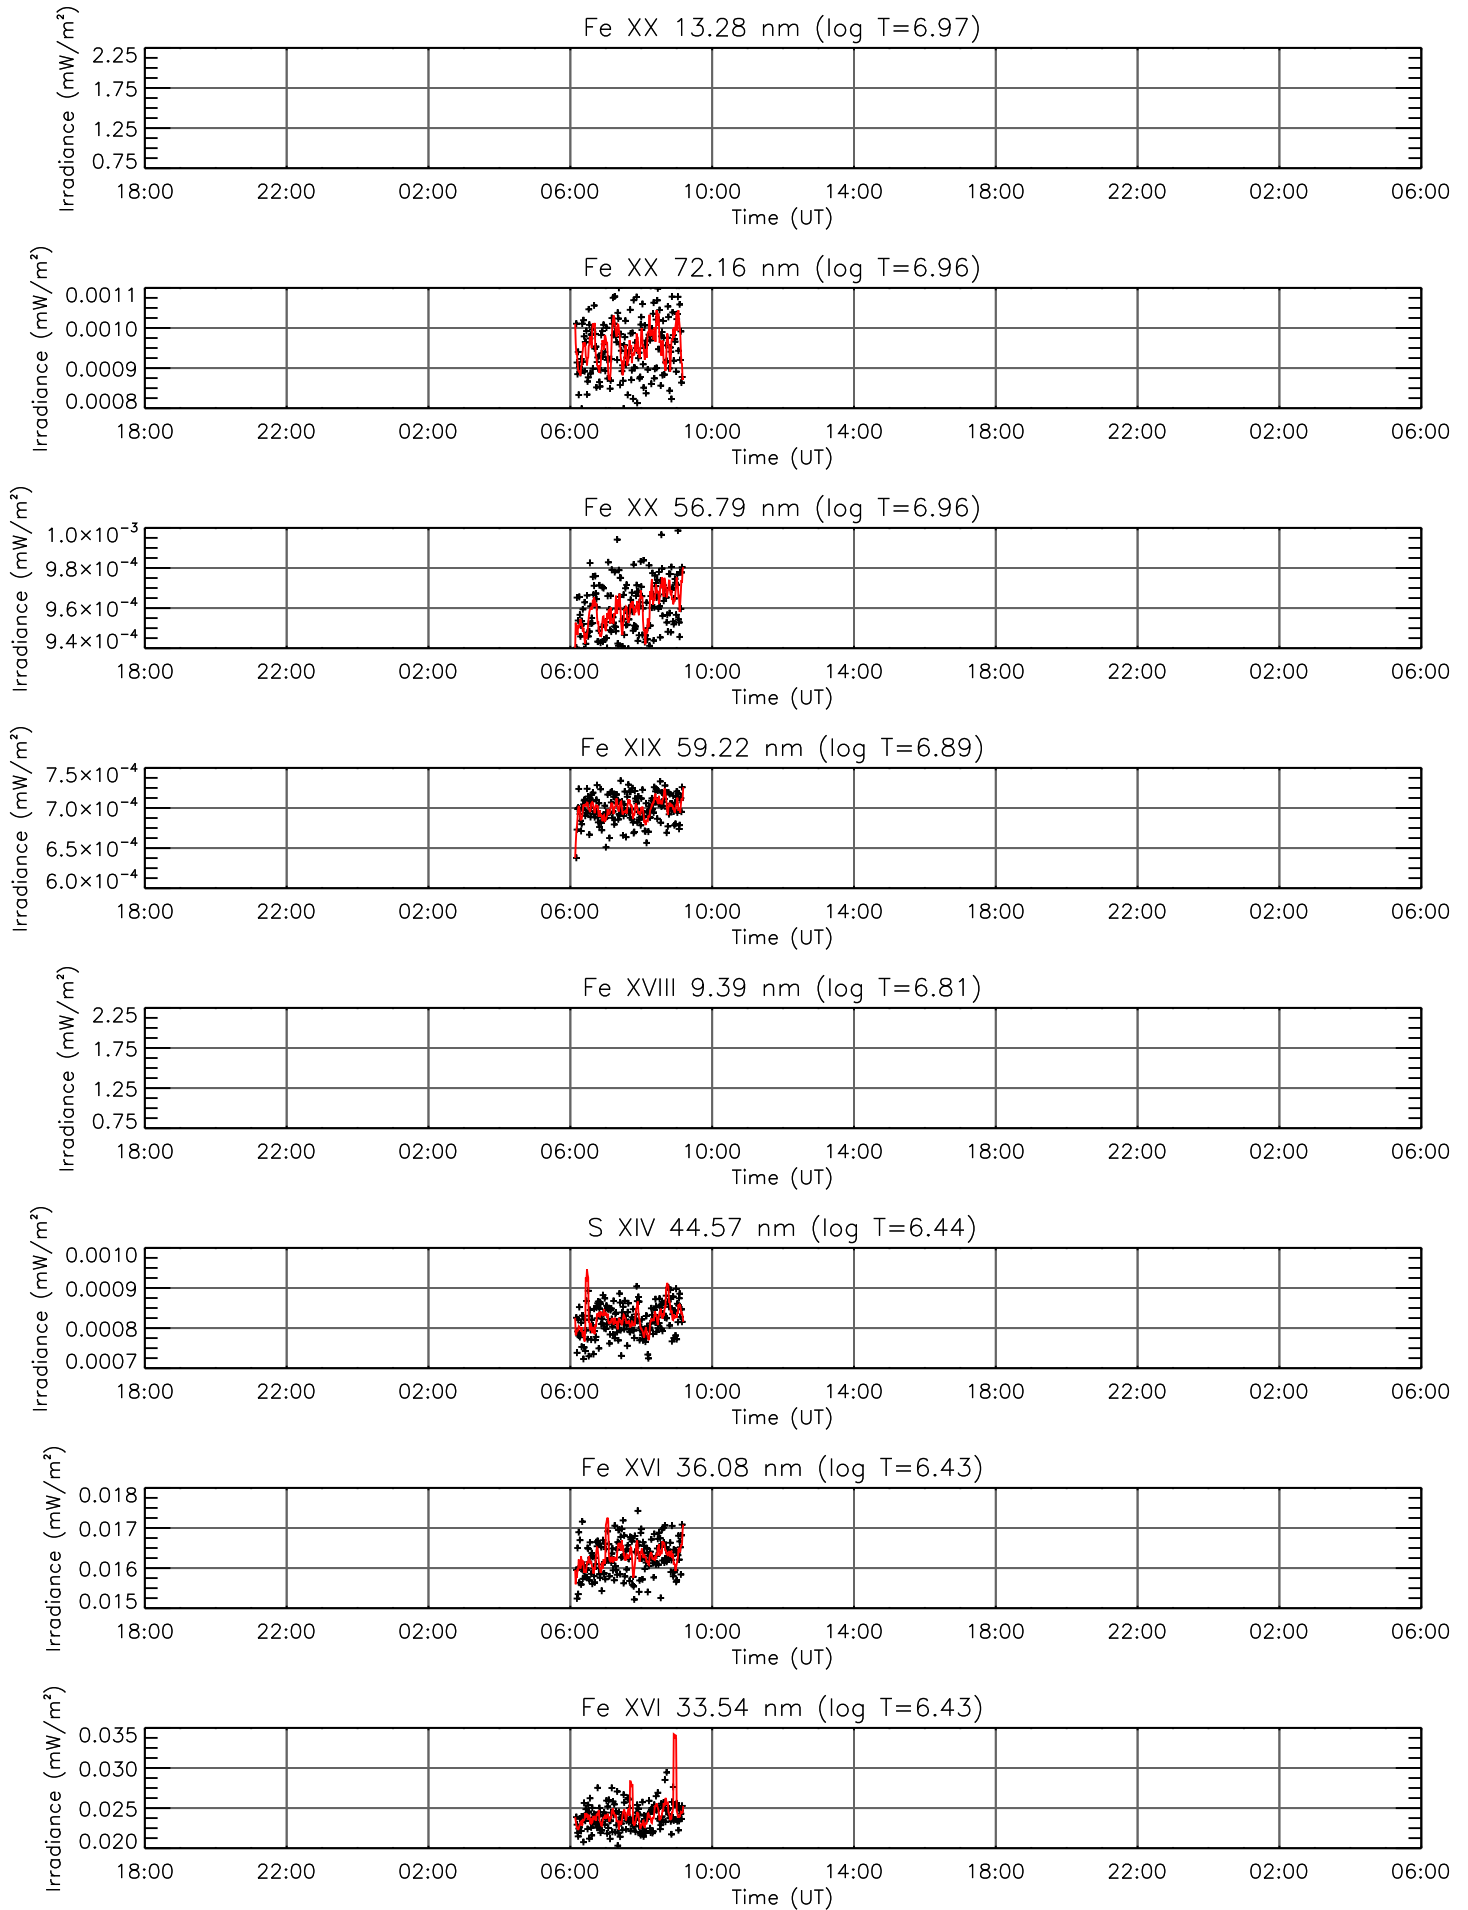 Fe XX 13.28 nm (log T=6.97)
Irradiance (mW/m²)
2.25
1.75
1.25
0.75
18:00 22:00 02:00 06:00 10:00 14:00 18:00 22:00 02:00 06:00
Time (UT)
Fe XX 72.16 nm (log T=6.96)
Irradiance (mW/m²)
0.0011
0.0010
0.0009
0.0008
18:00 22:00 02:00 06:00 10:00 14:00 18:00 22:00 02:00 06:00
Time (UT)
Fe XX 56.79 nm (log T=6.96)
Irradiance (mW/m²)
1.0×10⁻³
9.8×10⁻⁴
9.6×10⁻⁴
9.4×10⁻⁴
18:00 22:00 02:00 06:00 10:00 14:00 18:00 22:00 02:00 06:00
Time (UT)
Fe XIX 59.22 nm (log T=6.89)
Irradiance (mW/m²)
7.5×10⁻⁴
7.0×10⁻⁴
6.5×10⁻⁴
6.0×10⁻⁴
18:00 22:00 02:00 06:00 10:00 14:00 18:00 22:00 02:00 06:00
Time (UT)
Fe XVIII 9.39 nm (log T=6.81)
Irradiance (mW/m²)
2.25
1.75
1.25
0.75
18:00 22:00 02:00 06:00 10:00 14:00 18:00 22:00 02:00 06:00
Time (UT)
S XIV 44.57 nm (log T=6.44)
Irradiance (mW/m²)
0.0010
0.0009
0.0008
0.0007
18:00 22:00 02:00 06:00 10:00 14:00 18:00 22:00 02:00 06:00
Time (UT)
Fe XVI 36.08 nm (log T=6.43)
Irradiance (mW/m²)
0.018
0.017
0.016
0.015
18:00 22:00 02:00 06:00 10:00 14:00 18:00 22:00 02:00 06:00
Time (UT)
Fe XVI 33.54 nm (log T=6.43)
Irradiance (mW/m²)
0.035
0.030
0.025
0.020
18:00 22:00 02:00 06:00 10:00 14:00 18:00 22:00 02:00 06:00
Time (UT)